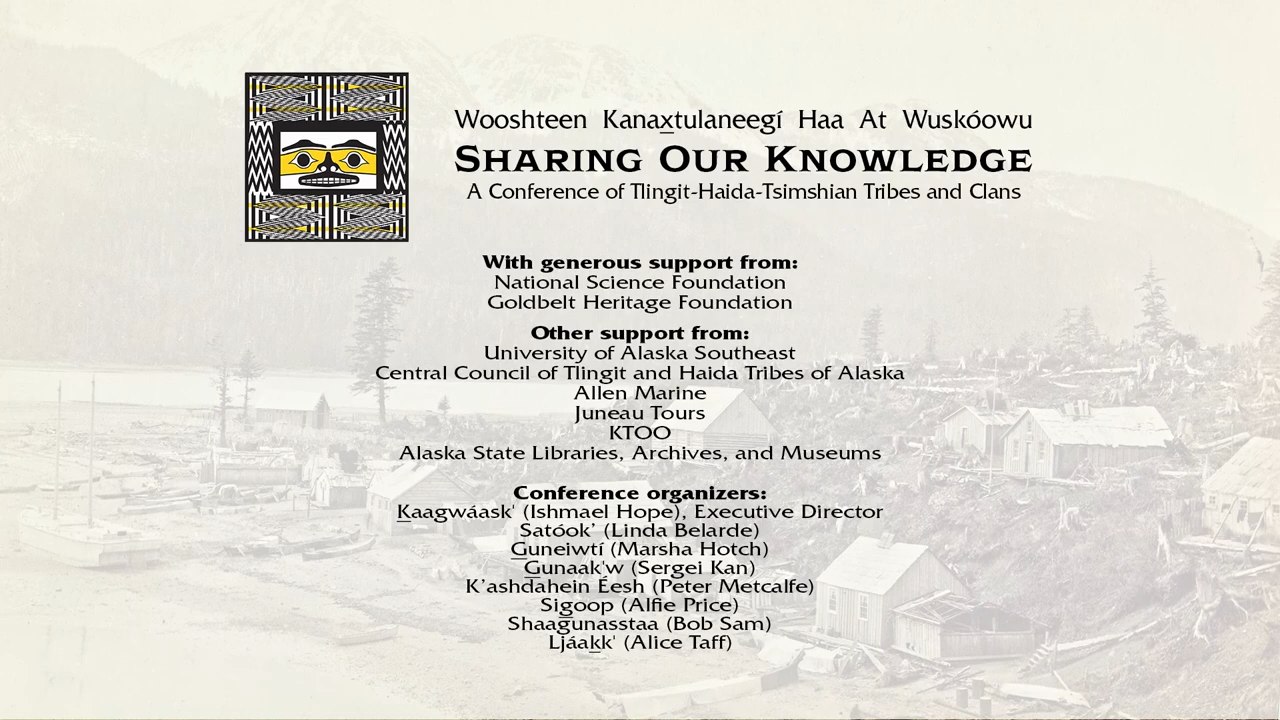 Wooshteen Kanax̲tulaneegí Haa At Wuskóowu
SHARING OUR KNOWLEDGE
A Conference of Tlingit-Haida-Tsimshian Tribes and Clans
With generous support from:
National Science Foundation
Goldbelt Heritage Foundation
Other support from:
University of Alaska Southeast
Central Council of Tlingit and Haida Tribes of Alaska
Allen Marine
Juneau Tours
KTOO
Alaska State Libraries, Archives, and Museums
Conference organizers:
K̲aagwáask' (Ishmael Hope), Executive Director
Satóok’ (Linda Belarde)
G̲uneiwtí (Marsha Hotch)
G̲unaak'w (Sergei Kan)
K’ashdahein Éesh (Peter Metcalfe)
Sig̲oop (Alfie Price)
Shaag̲unasstaa (Bob Sam)
Ljáak̲k' (Alice Taff)